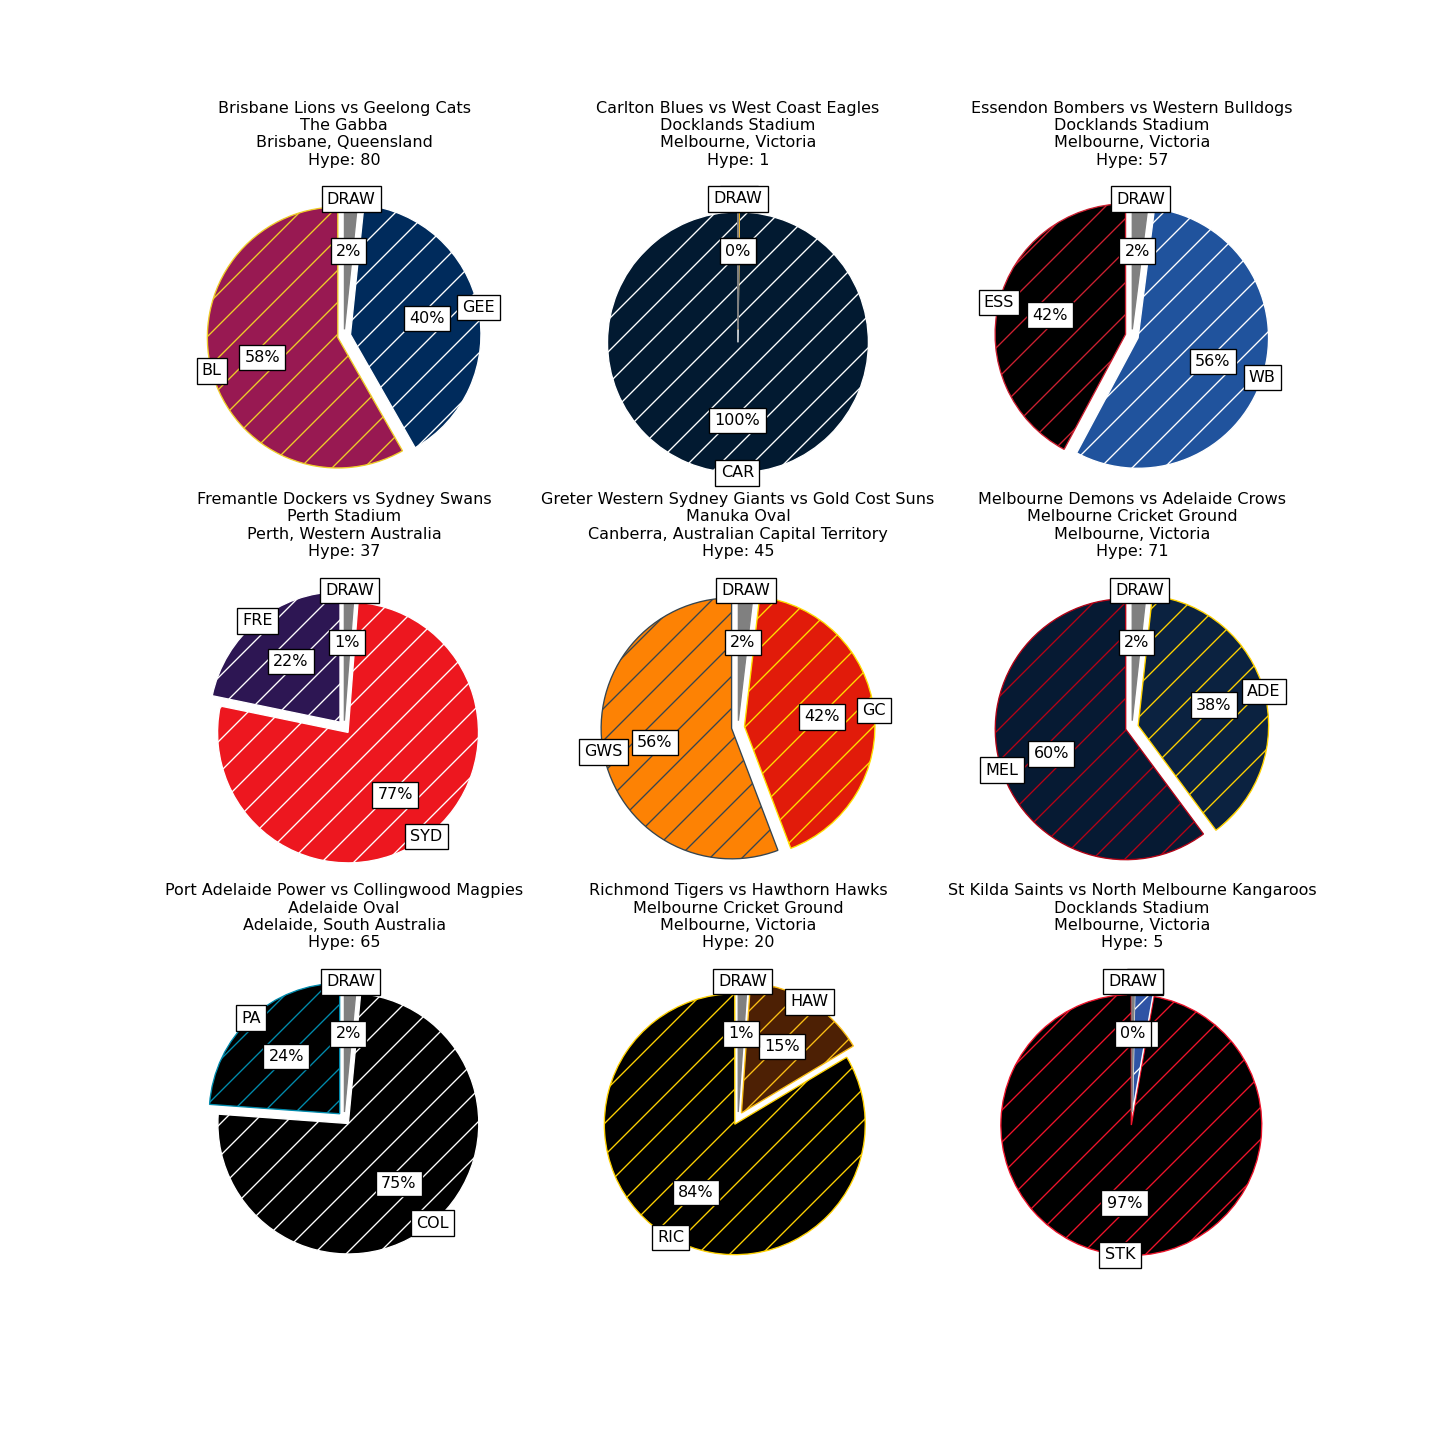 Brisbane Lions vs Geelong Cats
The Gabba
Brisbane, Queensland
Hype: 80
DRAW
2%
GEE
40%
58%
BL
Carlton Blues vs West Coast Eagles
Docklands Stadium
Melbourne, Victoria
Hype: 1
DRAW
0%
100%
CAR
Essendon Bombers vs Western Bulldogs
Docklands Stadium
Melbourne, Victoria
Hype: 57
DRAW
2%
ESS
42%
56%
WB
Fremantle Dockers vs Sydney Swans
Perth Stadium
Perth, Western Australia
Hype: 37
DRAW
FRE
1%
22%
77%
SYD
Greter Western Sydney Giants vs Gold Cost Suns
Manuka Oval
Canberra, Australian Capital Territory
Hype: 45
DRAW
2%
GC
42%
56%
GWS
Melbourne Demons vs Adelaide Crows
Melbourne Cricket Ground
Melbourne, Victoria
Hype: 71
DRAW
2%
ADE
38%
60%
MEL
Port Adelaide Power vs Collingwood Magpies
Adelaide Oval
Adelaide, South Australia
Hype: 65
DRAW
PA
2%
24%
75%
COL
Richmond Tigers vs Hawthorn Hawks
Melbourne Cricket Ground
Melbourne, Victoria
Hype: 20
DRAW
HAW
1%
15%
84%
RIC
St Kilda Saints vs North Melbourne Kangaroos
Docklands Stadium
Melbourne, Victoria
Hype: 5
DRAW
0%
97%
STK